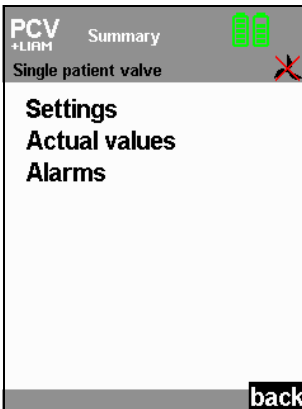 PCV Summary
+LIAM
Single patient valve
Settings
Actual values
Alarms
back